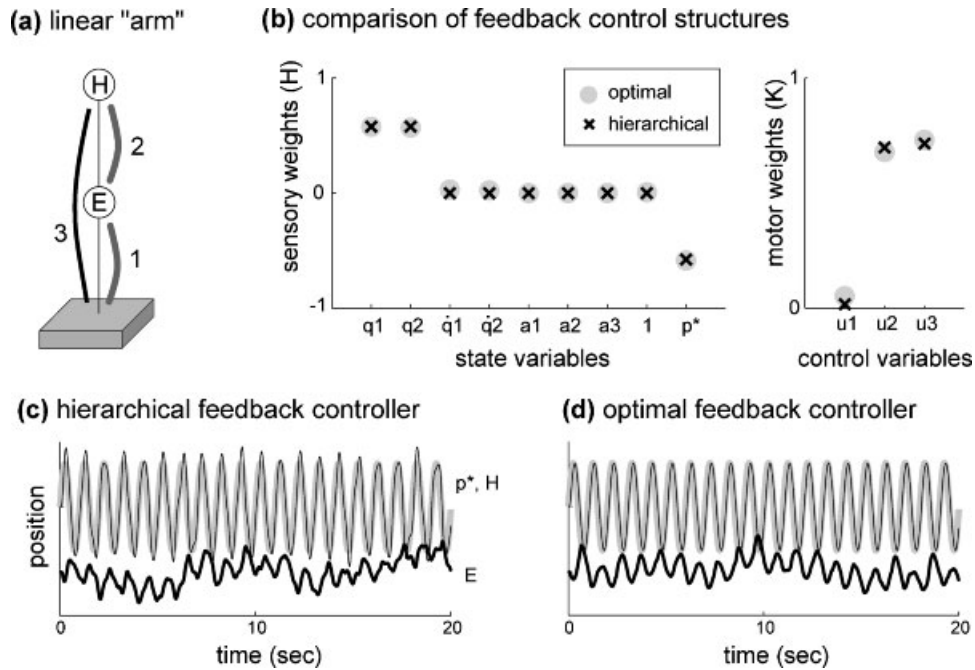 (a) linear "arm"
H
2
E
3
1
(b) comparison of feedback control structures
sensory weights (H)
1
0
-1
optimal
hierarchical
q1 q2 q̇1 q̇2 a1 a2 a3 1 p*
state variables
motor weights (K)
1
0
u1 u2 u3
control variables
(c) hierarchical feedback controller
position
p*, H
E
0 10 20
time (sec)
(d) optimal feedback controller
0 10 20
time (sec)